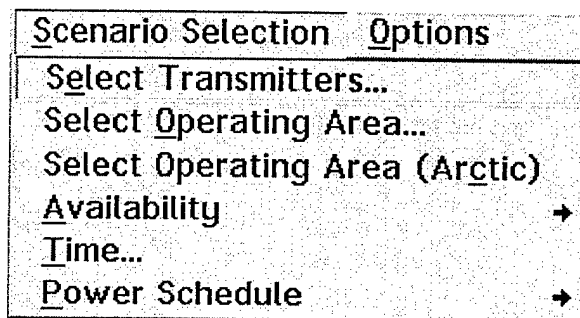 Scenario Selection Options
Select Transmitters...
Select Operating Area...
Select Operating Area (Arctic)
Availability →
Time...
Power Schedule →